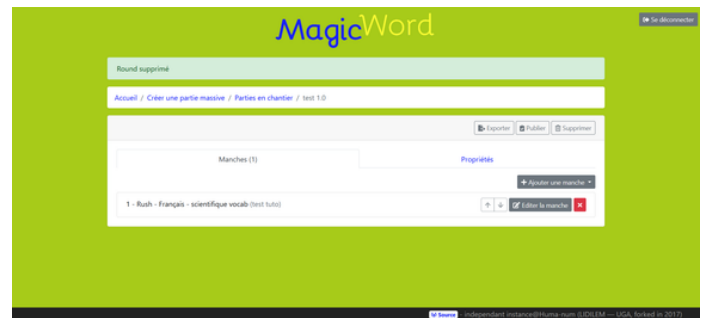 MagicWord
Se déconnecter
Round supprimé
Accueil / Créer une partie massive / Parties en chantier / test 1.0
Exporter Publier Supprimer
Manches (1) Propriétés
+ Ajouter une manche
1 - Rush - Français - scientifique vocab (test tuto) Editer la manche
Source - independant instance@Huma-num (LIDILEM — UGA, forked in 2017)